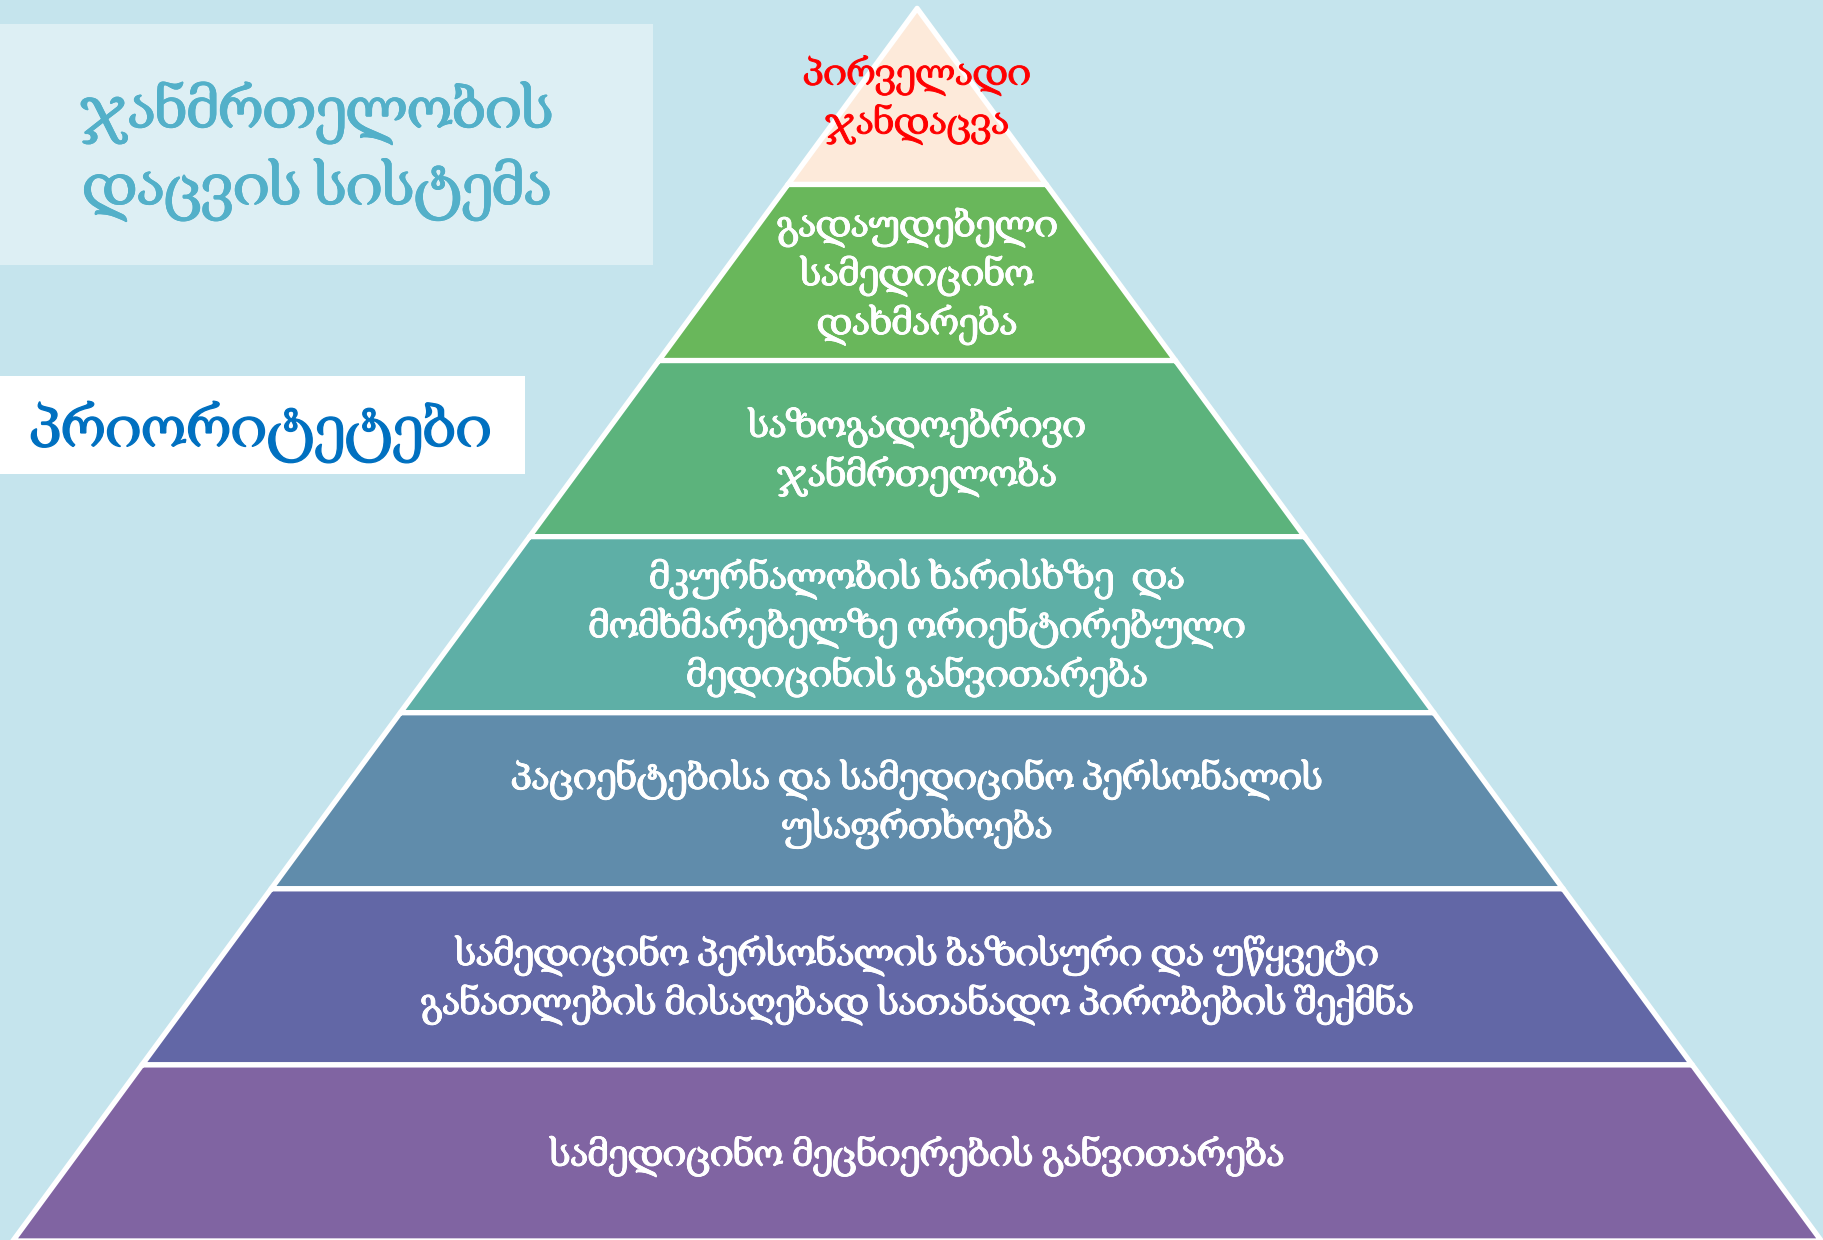 ჯანმრთელობის
დაცვის სისტემა
პრიორიტეტები
პირველადი
ჯანდაცვა
გადაუდებელი
სამედიცინო
დახმარება
საზოგადოებრივი
ჯანმრთელობა
მკურნალობის ხარისხზე და
მომხმარებელზე ორიენტირებული
მედიცინის განვითარება
პაციენტებისა და სამედიცინო პერსონალის
უსაფრთხოება
სამედიცინო პერსონალის ბაზისური და უწყვეტი
განათლების მისაღებად სათანადო პირობების შექმნა
სამედიცინო მეცნიერების განვითარება